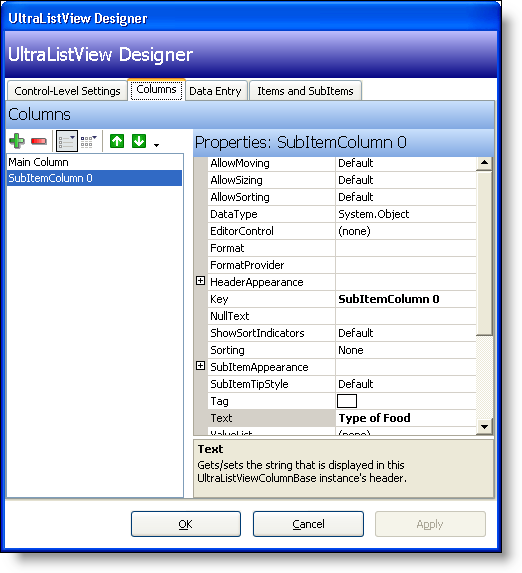 UltraListView Designer
UltraListView Designer
Control-Level Settings Columns Data Entry Items and SubItems
Columns
Properties: SubItemColumn 0
Main Column
SubItemColumn 0
AllowMoving Default
AllowSizing Default
AllowSorting Default
DataType System.Object
EditorControl (none)
Format
FormatProvider
HeaderAppearance
Key SubItemColumn 0
NullText
ShowSortIndicators Default
Sorting None
SubItemAppearance
SubItemTipStyle Default
Tag
Text Type of Food
ValueList (none)
Text
Gets/sets the string that is displayed in this
UltraListViewColumnBase instance's header.
OK Cancel Apply